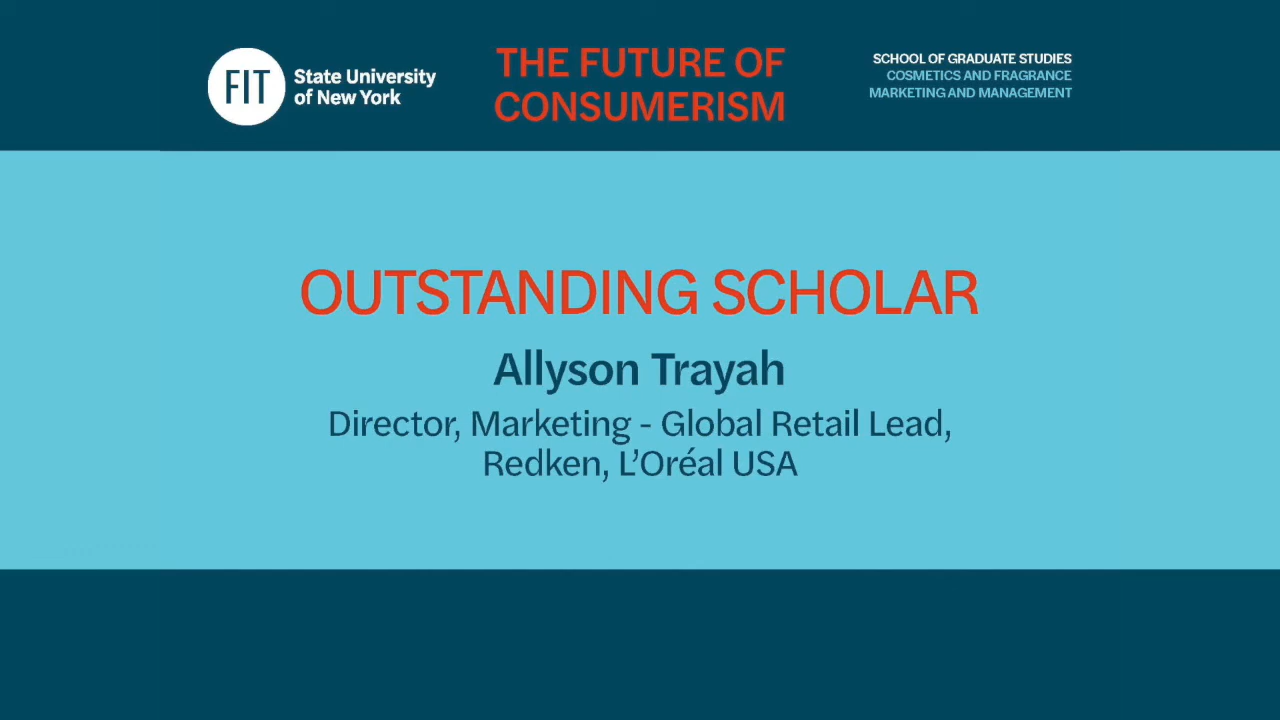 FIT
State University
of New York
THE FUTURE OF
CONSUMERISM
SCHOOL OF GRADUATE STUDIES
COSMETICS AND FRAGRANCE
MARKETING AND MANAGEMENT
OUTSTANDING SCHOLAR
Allyson Trayah
Director, Marketing - Global Retail Lead,
Redken, L’Oréal USA